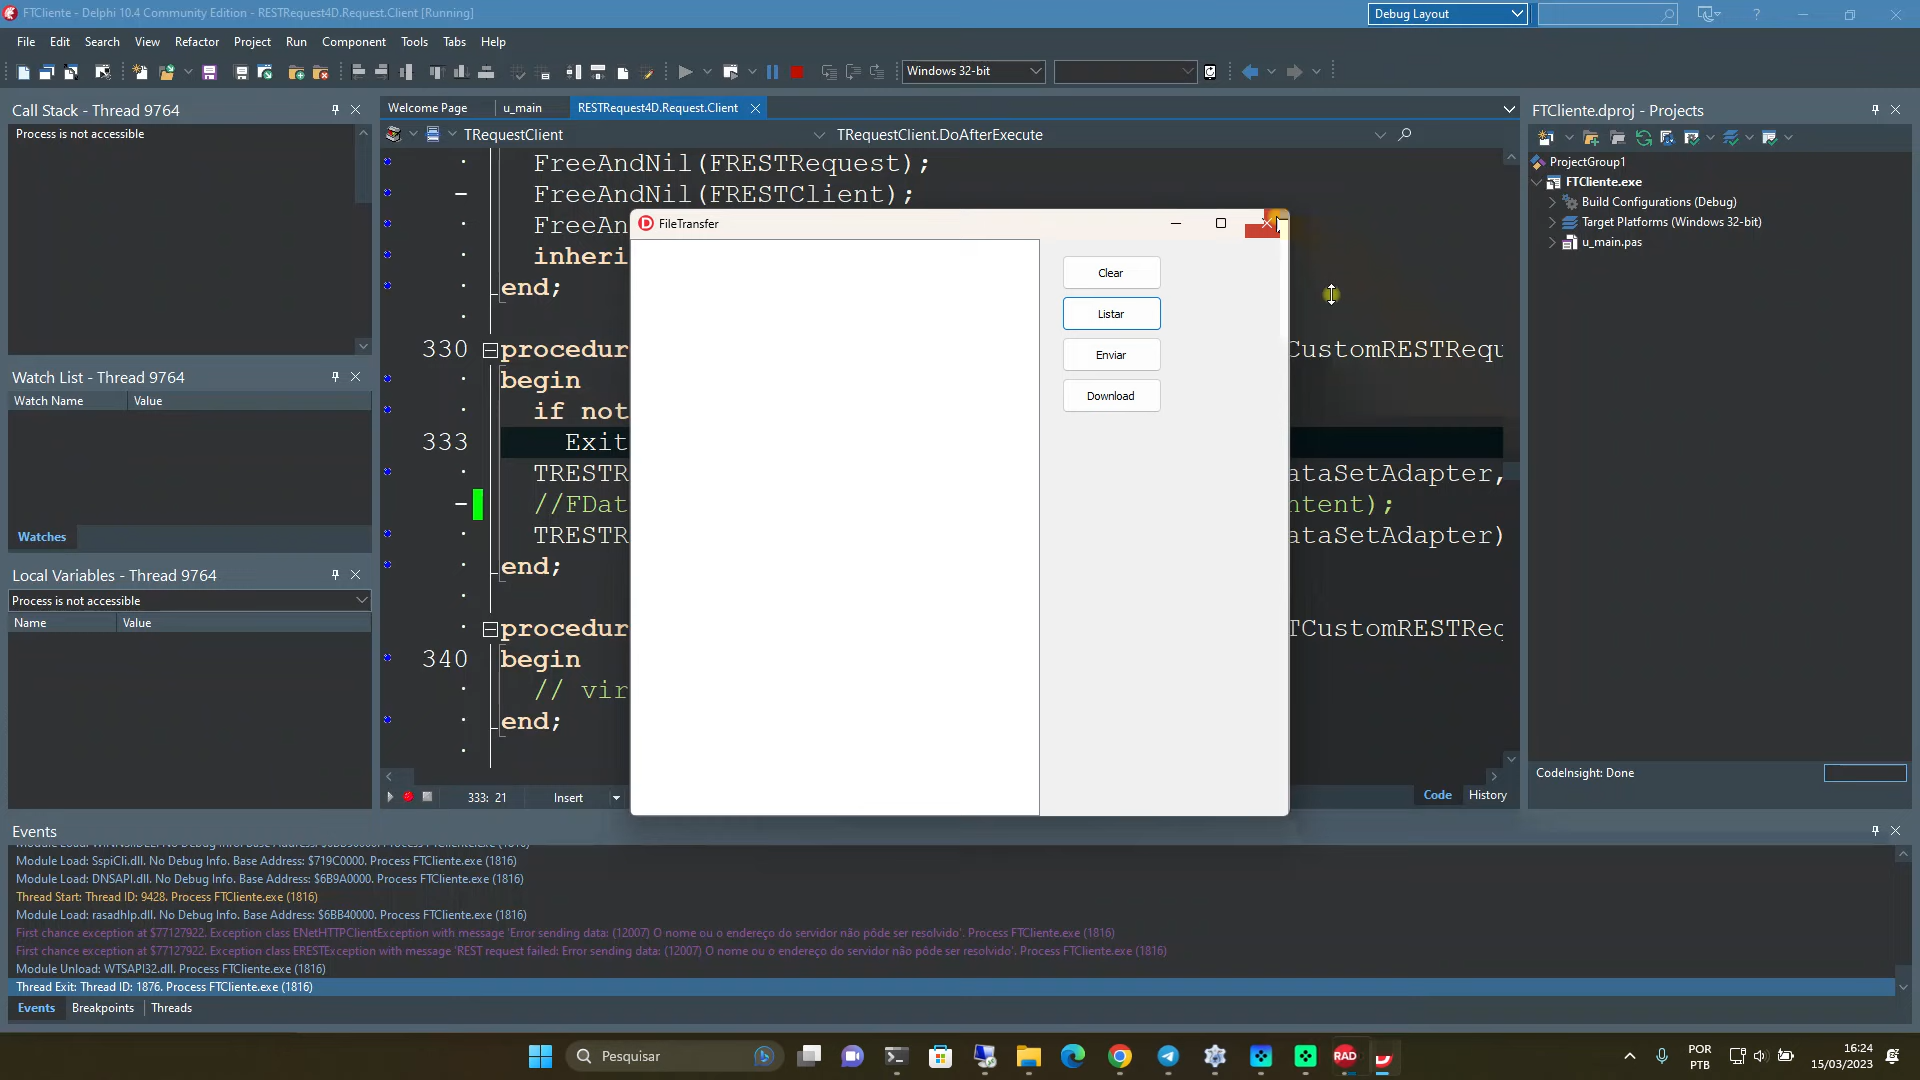 FTCliente - Delphi 10.4 Community Edition - RESTRequest4D.Request.Client [Running]
Debug Layout
File Edit Search View Refactor Project Run Component Tools Tabs Help
Windows 32-bit
Call Stack - Thread 9764
Process is not accessible
Watch List - Thread 9764
Watch Name Value
Watches
Local Variables - Thread 9764
Process is not accessible
Name Value
Welcome Page u_main RESTRequest4D.Request.Client
TRequestClient TRequestClient.DoAfterExecute
FreeAndNil(FRESTRequest);
FreeAndNil(FRESTClient);
FreeAn
inheri
end;
330 procedur CustomRESTRequ
begin
if not
333 Exit
TRESTR ataSetAdapter,
//FDat ntent);
TRESTR ataSetAdapter)
end;
procedur TCustomRESTRec
340 begin
// vir
end;
333: 21 Insert
Code History
FileTransfer
Clear
Listar
Enviar
Download
FTCliente.dproj - Projects
ProjectGroup1
FTCliente.exe
Build Configurations (Debug)
Target Platforms (Windows 32-bit)
u_main.pas
CodeInsight: Done
Events
Module Load: SspiCli.dll. No Debug Info. Base Address: $719C0000. Process FTCliente.exe (1816)
Module Load: DNSAPI.dll. No Debug Info. Base Address: $6B9A0000. Process FTCliente.exe (1816)
Thread Start: Thread ID: 9428. Process FTCliente.exe (1816)
Module Load: rasadhlp.dll. No Debug Info. Base Address: $6BB40000. Process FTCliente.exe (1816)
First chance exception at $77127922. Exception class ENetHTTPClientException with message 'Error sending data: (12007) O nome ou o endereço do servidor não pôde ser resolvido'. Process FTCliente.exe (1816)
First chance exception at $77127922. Exception class ERESTException with message 'REST request failed: Error sending data: (12007) O nome ou o endereço do servidor não pôde ser resolvido'. Process FTCliente.exe (1816)
Module Unload: WTSAPI32.dll. Process FTCliente.exe (1816)
Thread Exit: Thread ID: 1876. Process FTCliente.exe (1816)
Events Breakpoints Threads
Pesquisar
RAD
POR
PTB
16:24
15/03/2023